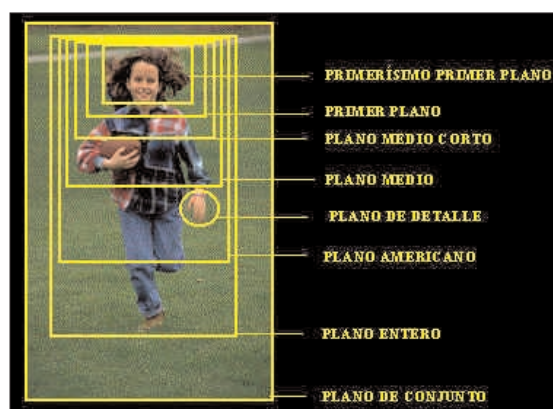 PRIMERÍSIMO PRIMER PLANO
PRIMER PLANO
PLANO MEDIO CORTO
PLANO MEDIO
PLANO DE DETALLE
PLANO AMERICANO
PLANO ENTERO
PLANO DE CONJUNTO